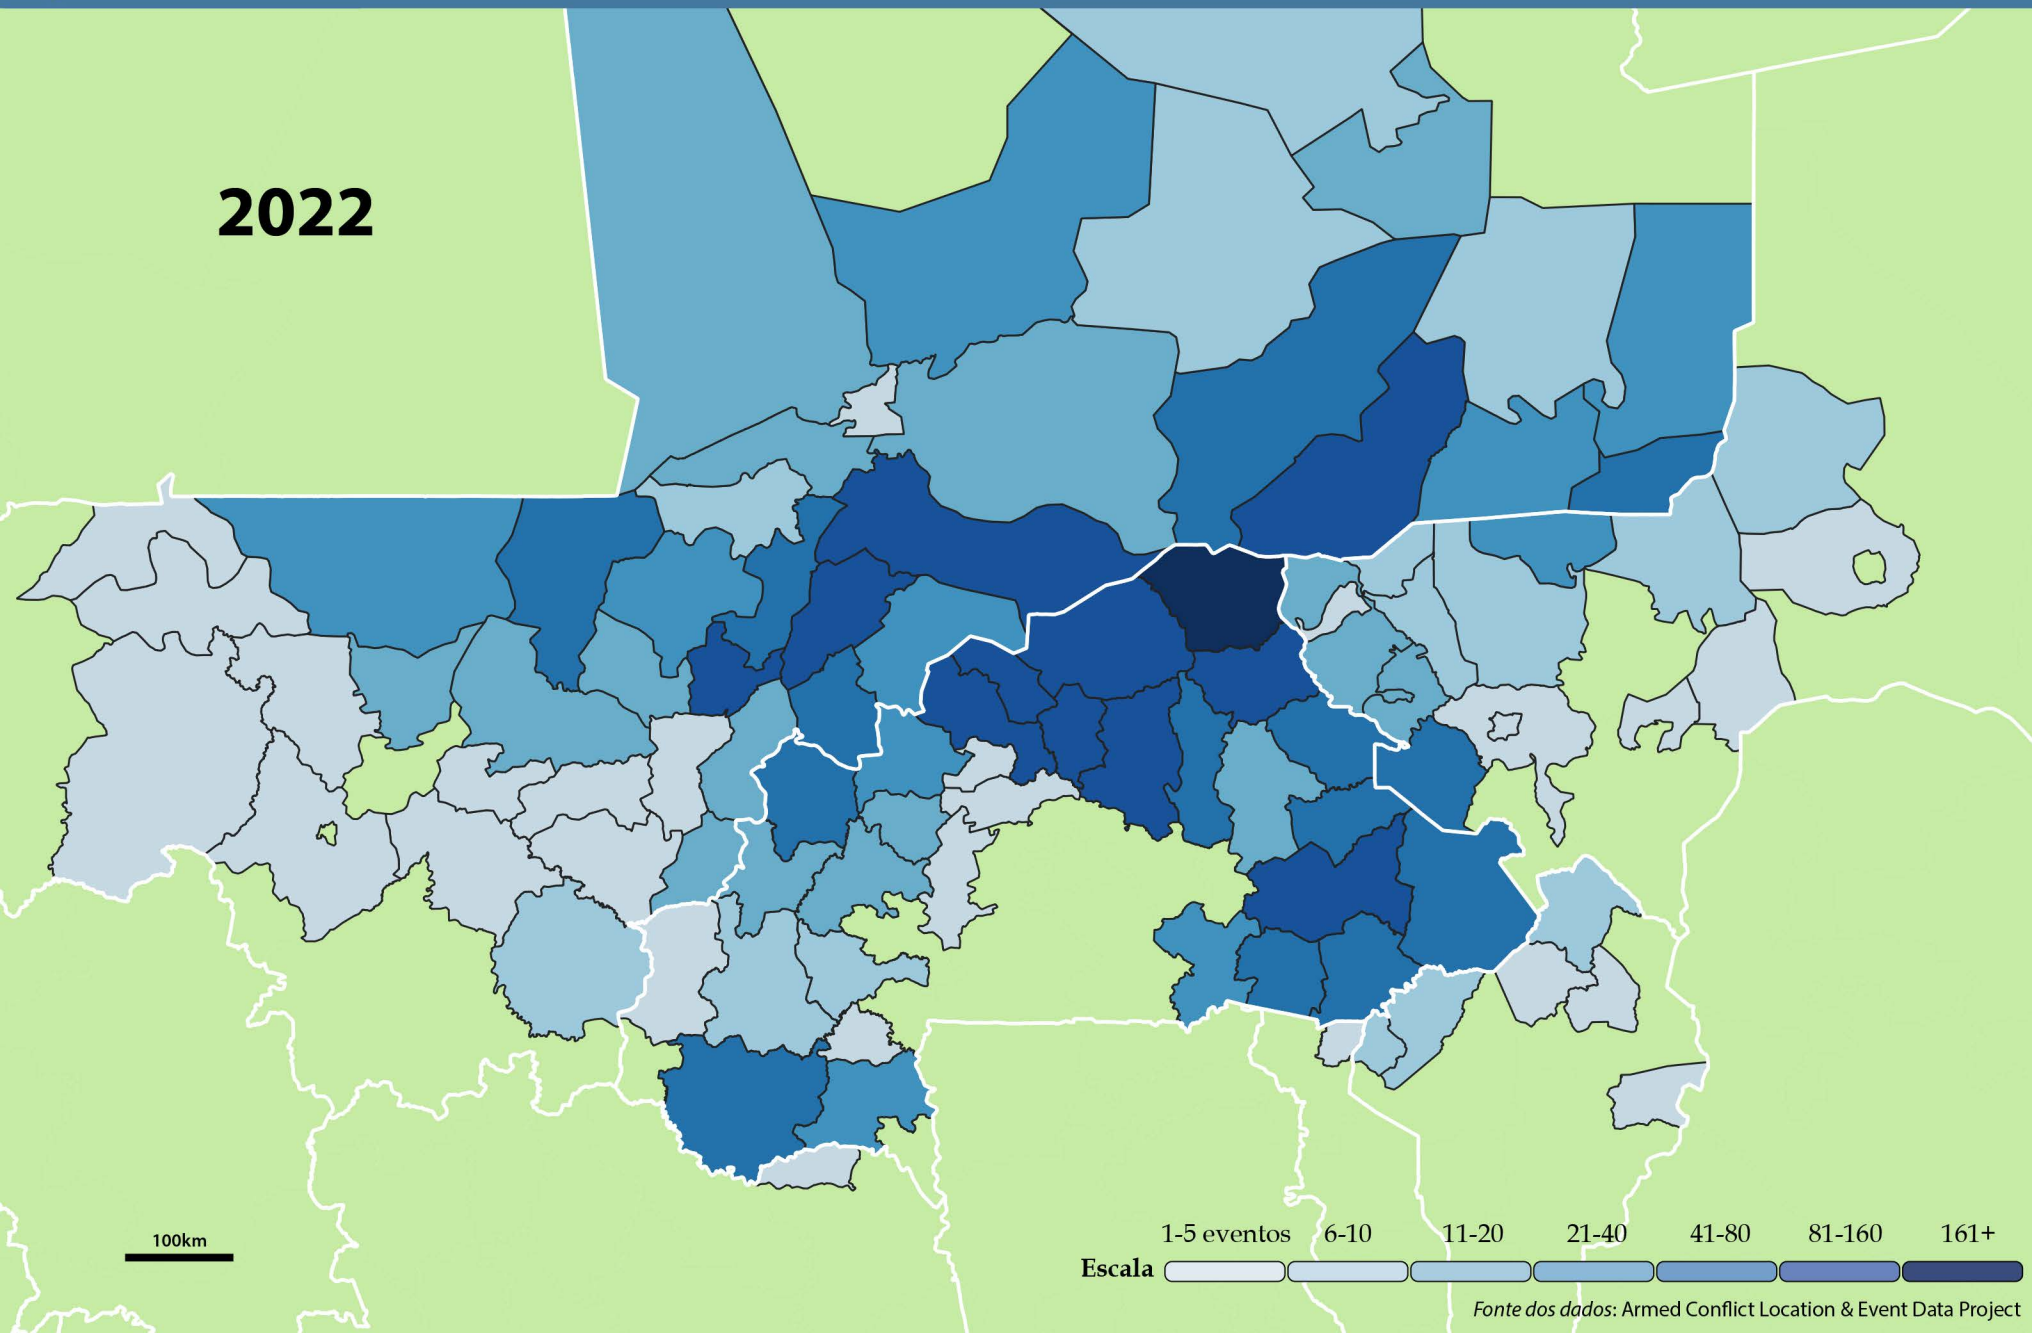 2022
100km
1-5 eventos 6-10 11-20 21-40 41-80 81-160 161+
Escala
Fonte dos dados: Armed Conflict Location & Event Data Project